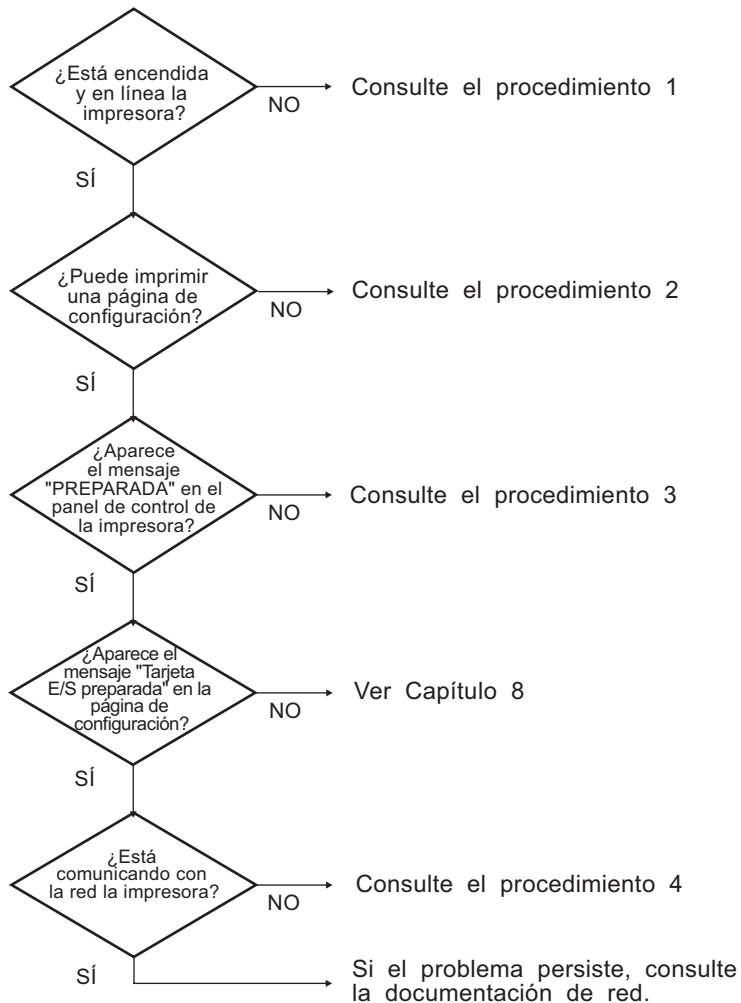 ¿Está encendida
y en línea la
impresora?
NO
Consulte el procedimiento 1
SÍ
¿Puede imprimir
una página de
configuración?
NO
Consulte el procedimiento 2
SÍ
¿Aparece
el mensaje
"PREPARADA" en el
panel de control de
la impresora?
NO
Consulte el procedimiento 3
SÍ
¿Aparece el
mensaje "Tarjeta
E/S preparada" en la
página de
configuración?
NO
Ver Capítulo 8
SÍ
¿Está
comunicando con
la red la impresora?
NO
Consulte el procedimiento 4
SÍ
Si el problema persiste, consulte
la documentación de red.